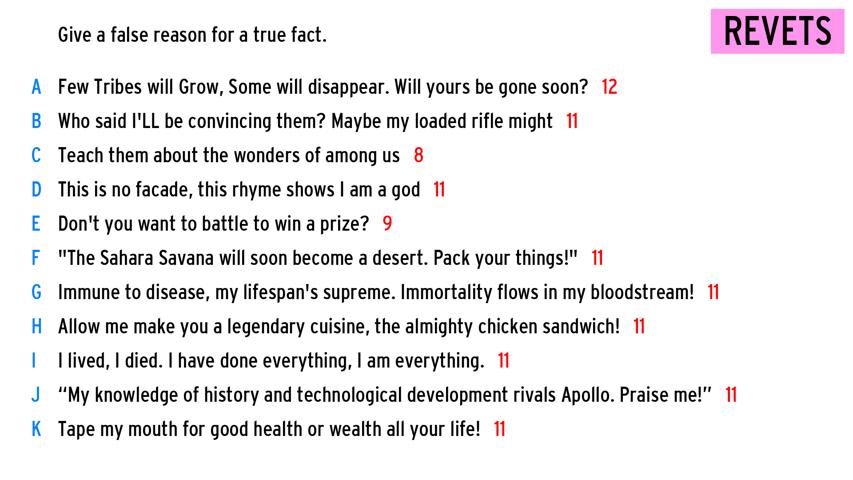 Give a false reason for a true fact.
REVETS
A Few Tribes will Grow, Some will disappear. Will yours be gone soon? 12
B Who said I'LL be convincing them? Maybe my loaded rifle might 11
C Teach them about the wonders of among us 8
D This is no facade, this rhyme shows I am a god 11
E Don't you want to battle to win a prize? 9
F "The Sahara Savana will soon become a desert. Pack your things!" 11
G Immune to disease, my lifespan's supreme. Immortality flows in my bloodstream! 11
H Allow me make you a legendary cuisine, the almighty chicken sandwich! 11
I I lived, I died. I have done everything, I am everything. 11
J “My knowledge of history and technological development rivals Apollo. Praise me!” 11
K Tape my mouth for good health or wealth all your life! 11